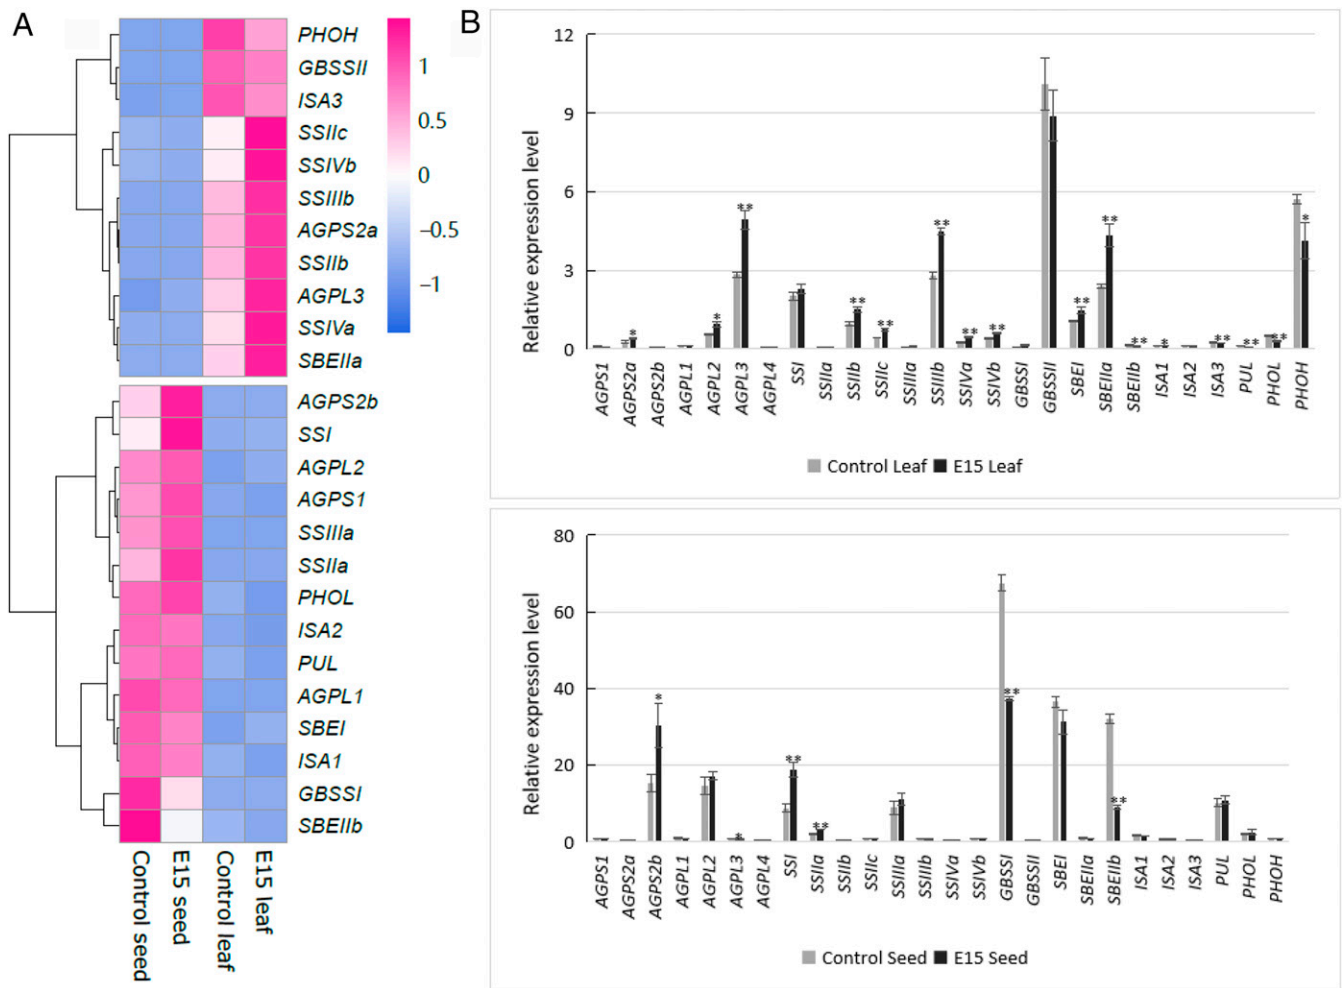 A
PHOH
GBSSII
ISA3
SSIIc
SSIVb
SSIIIb
AGPS2a
SSIIb
AGPL3
SSIVa
SBEIIa
AGPS2b
SSI
AGPL2
AGPS1
SSIIIa
SSIIa
PHOL
ISA2
PUL
AGPL1
SBEI
ISA1
GBSSI
SBEIIb
1
0.5
0
−0.5
−1
Control seed
E15 seed
Control leaf
E15 leaf
B
Relative expression level
12
9
6
3
0
* * ** ** ** ** ** ** ** ** ** * ** ** ** *
AGPS1 AGPS2a AGPS2b AGPL1 AGPL2 AGPL3 AGPL4 SSI SSIIa SSIIb SSIIc SSIIIa SSIIIb SSIVa SSIVb GBSSI GBSSII SBEI SBEIIa SBEIIb ISA1 ISA2 ISA3 PUL PHOL PHOH
Control Leaf E15 Leaf
Relative expression level
80
60
40
20
0
* * ** ** ** **
AGPS1 AGPS2a AGPS2b AGPL1 AGPL2 AGPL3 AGPL4 SSI SSIIa SSIIb SSIIc SSIIIa SSIIIb SSIVa SSIVb GBSSI GBSSII SBEI SBEIIa SBEIIb ISA1 ISA2 ISA3 PUL PHOL PHOH
Control Seed E15 Seed